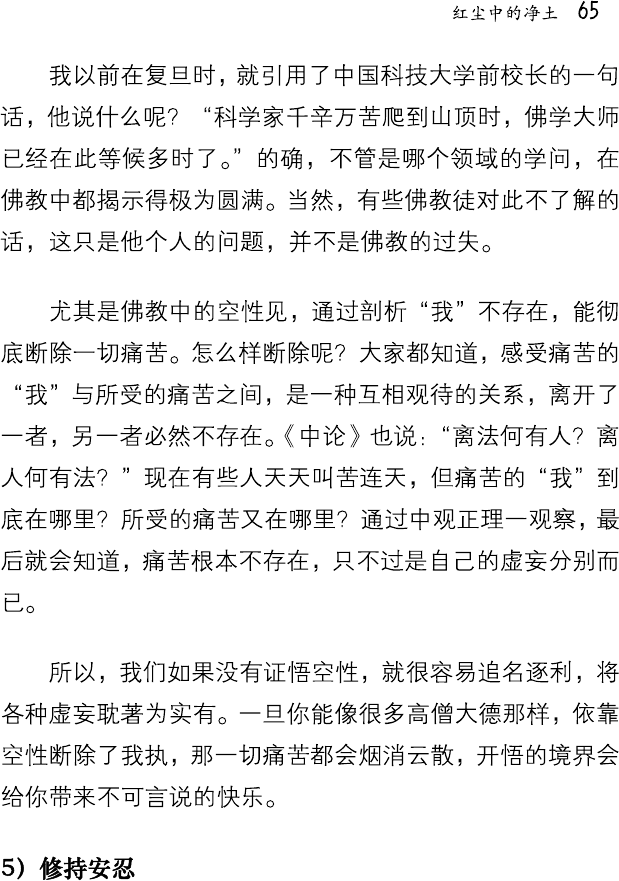 红尘中的净土 65
我以前在复旦时，就引用了中国科技大学前校长的一句
话，他说什么呢？“科学家千辛万苦爬到山顶时，佛学大师
已经在此等候多时了。”的确，不管是哪个领域的学问，在
佛教中都揭示得极为圆满。当然，有些佛教徒对此不了解的
话，这只是他个人的问题，并不是佛教的过失。
尤其是佛教中的空性见，通过剖析“我”不存在，能彻
底断除一切痛苦。怎么样断除呢？大家都知道，感受痛苦的
“我”与所受的痛苦之间，是一种互相观待的关系，离开了
一者，另一者必然不存在。《中论》也说：“离法何有人？离
人何有法？”现在有些人天天叫苦连天，但痛苦的“我”到
底在哪里？所受的痛苦又在哪里？通过中观正理一观察，最
后就会知道，痛苦根本不存在，只不过是自己的虚妄分别而
已。
所以，我们如果没有证悟空性，就很容易追名逐利，将
各种虚妄耽著为实有。一旦你能像很多高僧大德那样，依靠
空性断除了我执，那一切痛苦都会烟消云散，开悟的境界会
给你带来不可言说的快乐。
5）修持安忍